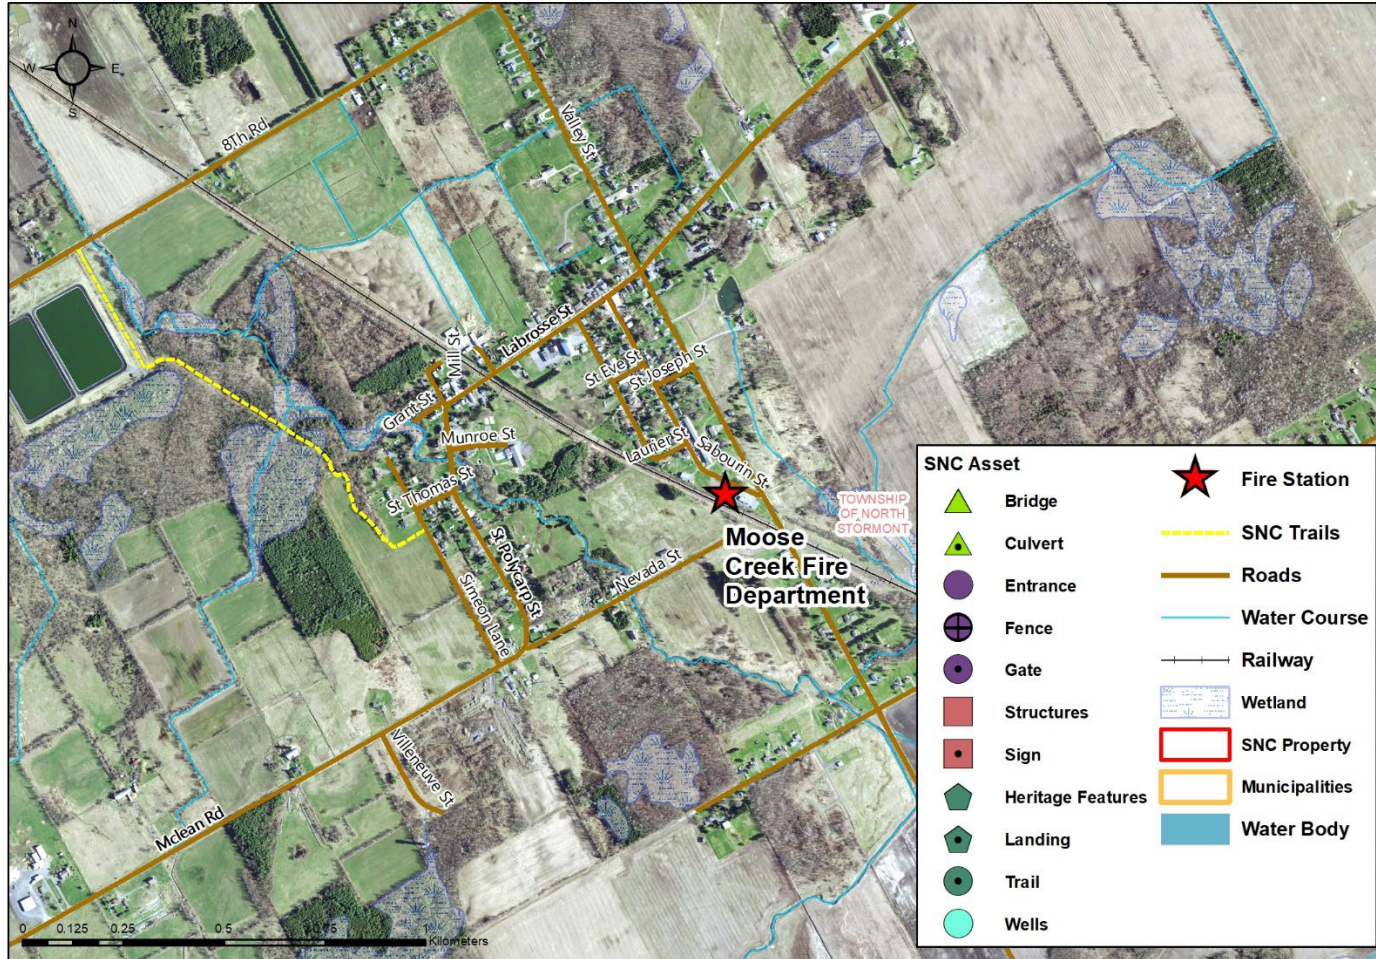 N
W E
S
8Th Rd
Valley St
Labrosse St
Mill St
Grant St
St Eve St
St Joseph St
Munroe St
Laurier St
Sabourin St
St Thomas St
St Polycarp St
Simeon Lane
Nevada St
Villeneuve St
Mclean Rd
TOWNSHIP
OF NORTH
STORMONT
Moose
Creek Fire
Department
0 0.125 0.25 0.5 0.75 1
Kilometers
SNC Asset
Bridge
Culvert
Entrance
Fence
Gate
Structures
Sign
Heritage Features
Landing
Trail
Wells
Fire Station
SNC Trails
Roads
Water Course
Railway
Wetland
SNC Property
Municipalities
Water Body